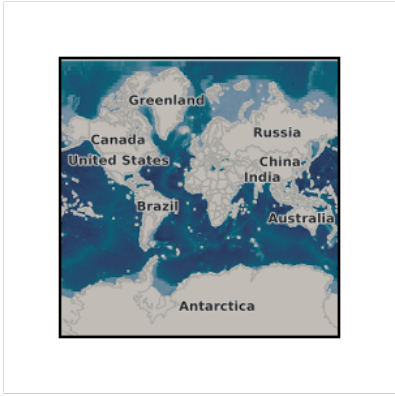 Greenland
Canada
Russia
United States
China
India
Brazil
Australia
Antarctica